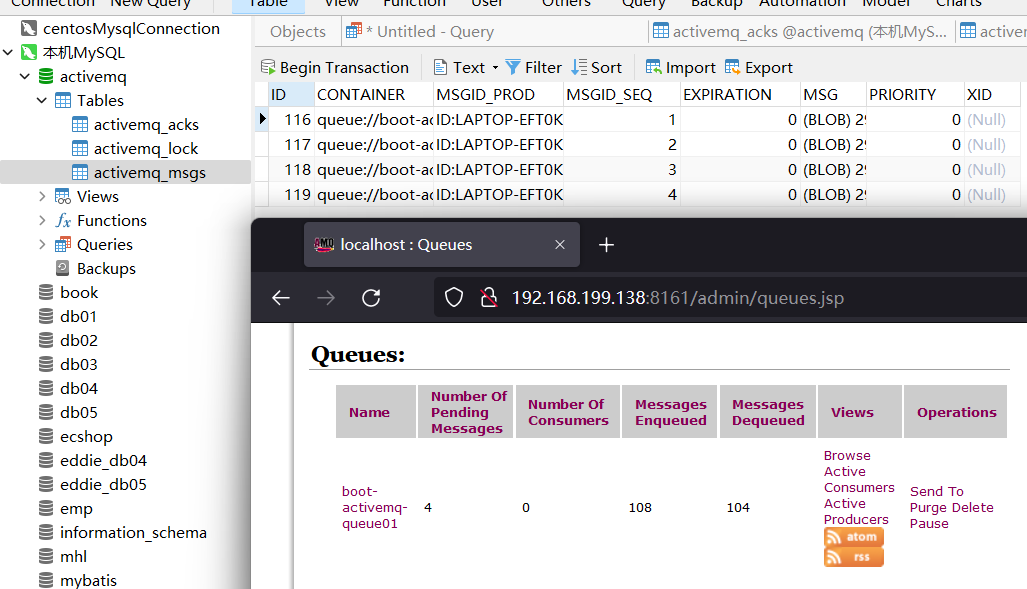 Connection New Query Table View Function User Others Query Backup Automation Model Charts
centosMysqlConnection
本机MySQL
activemq
Tables
activemq_acks
activemq_lock
activemq_msgs
Views
Functions
Queries
Backups
book
db01
db02
db03
db04
db05
ecshop
eddie_db04
eddie_db05
emp
information_schema
mhl
mybatis
Objects * Untitled - Query activemq_acks @activemq (本机MyS... active
Begin Transaction Text Filter Sort Import Export
ID CONTAINER MSGID_PROD MSGID_SEQ EXPIRATION MSG PRIORITY XID
116 queue://boot-ac ID:LAPTOP-EFT0K 1 0 (BLOB) 29 0 (Null)
117 queue://boot-ac ID:LAPTOP-EFT0K 2 0 (BLOB) 29 0 (Null)
118 queue://boot-ac ID:LAPTOP-EFT0K 3 0 (BLOB) 29 0 (Null)
119 queue://boot-ac ID:LAPTOP-EFT0K 4 0 (BLOB) 29 0 (Null)
localhost : Queues
192.168.199.138:8161/admin/queues.jsp
Queues:
Name
Number Of
Pending
Messages
Number Of
Consumers
Messages
Enqueued
Messages
Dequeued
Views
Operations
boot-
activemq-
queue01
4
0
108
104
Browse
Active
Consumers
Active
Producers
atom
rss
Send To
Purge Delete
Pause